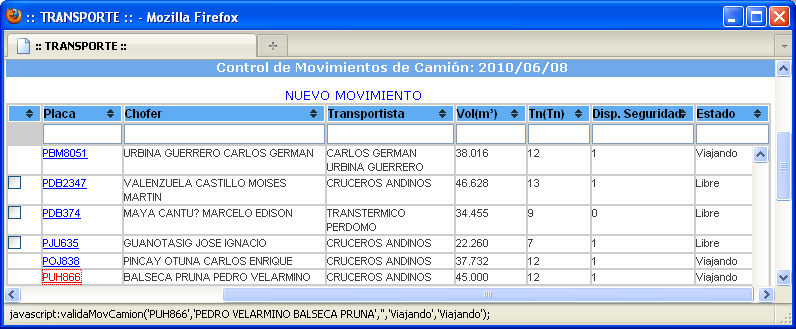 :: TRANSPORTE :: - Mozilla Firefox
:: TRANSPORTE ::
Control de Movimientos de Camión: 2010/06/08
NUEVO MOVIMIENTO
Placa Chofer Transportista Vol(m³) Tn(Tn) Disp. Seguridad Estado
PBM8051 URBINA GUERRERO CARLOS GERMAN CARLOS GERMAN 38.016 12 1 Viajando
URBINA GUERRERO
PDB2347 VALENZUELA CASTILLO MOISES CRUCEROS ANDINOS 46.628 13 1 Libre
MARTIN
PDB374 MAYA CANTU? MARCELO EDISON TRANSTERMICO 34.455 9 0 Libre
PERDOMO
PJU635 GUANOTASIG JOSE IGNACIO CRUCEROS ANDINOS 22.260 7 1 Libre
POJ838 PINCAY OTUNA CARLOS ENRIQUE CRUCEROS ANDINOS 37.732 12 1 Viajando
PUH866 BALSECA PRUNA PEDRO VELARMINO CRUCEROS ANDINOS 45.000 12 1 Viajando
javascript:validaMovCamion('PUH866','PEDRO VELARMINO BALSECA PRUNA','','Viajando','Viajando');